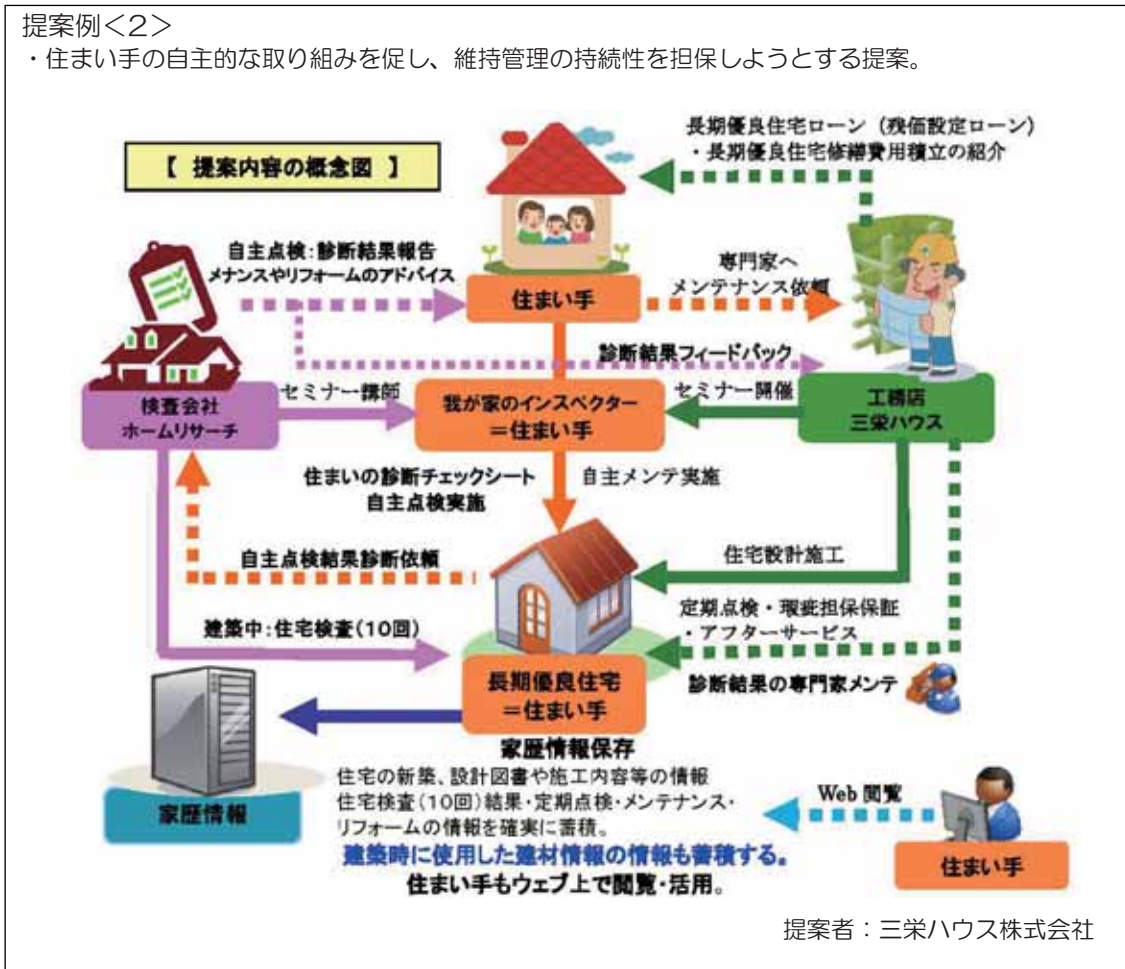 提案例<2>
・住まい手の自主的な取り組みを促し、維持管理の持続性を担保しようとする提案。
【 提案内容の概念図 】
長期優良住宅ローン（残価設定ローン）
・長期優良住宅修繕費用積立の紹介
自主点検：診断結果報告
メナンスやリフォームのアドバイス
住まい手
専門家へ
メンテナンス依頼
診断結果フィードバック
検査会社
ホームリサーチ
セミナー講師
我が家のインスペクター
＝住まい手
セミナー開催
工務店
三栄ハウス
住まいの診断チェックシート
自主点検実施
自主メンテ実施
自主点検結果診断依頼
住宅設計施工
建築中：住宅検査（10回）
定期点検・瑕疵担保保証
・アフターサービス
長期優良住宅
＝住まい手
診断結果の専門家メンテ
家歴情報
家歴情報保存
住宅の新築、設計図書や施工内容等の情報
住宅検査（10回）結果・定期点検・メンテナンス・
リフォームの情報を確実に蓄積。
建築時に使用した建材情報の情報も蓄積する。
住まい手もウェブ上で閲覧・活用。
Web 閲覧
住まい手
提案者：三栄ハウス株式会社